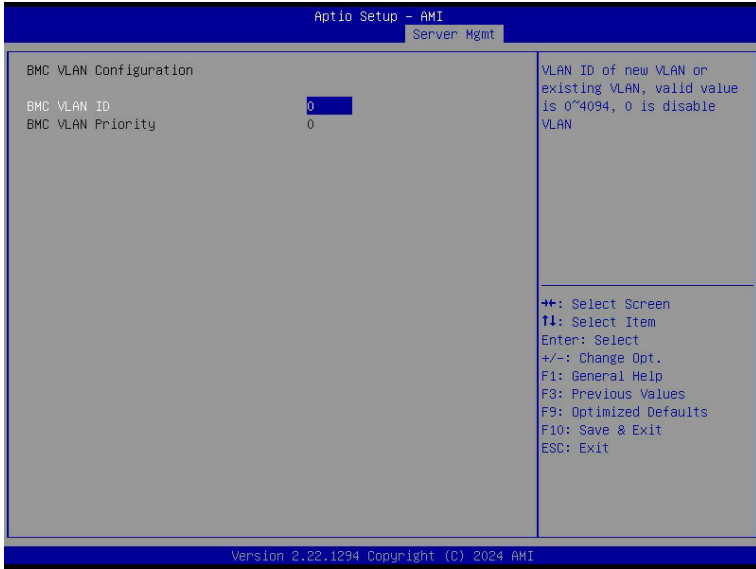 Aptio Setup – AMI
Server Mgmt
BMC VLAN Configuration
BMC VLAN ID 0
BMC VLAN Priority 0
VLAN ID of new VLAN or
existing VLAN, valid value
is 0~4094, 0 is disable
VLAN
→←: Select Screen
↑↓: Select Item
Enter: Select
+/-: Change Opt.
F1: General Help
F3: Previous Values
F9: Optimized Defaults
F10: Save & Exit
ESC: Exit
Version 2.22.1294 Copyright (C) 2024 AMI